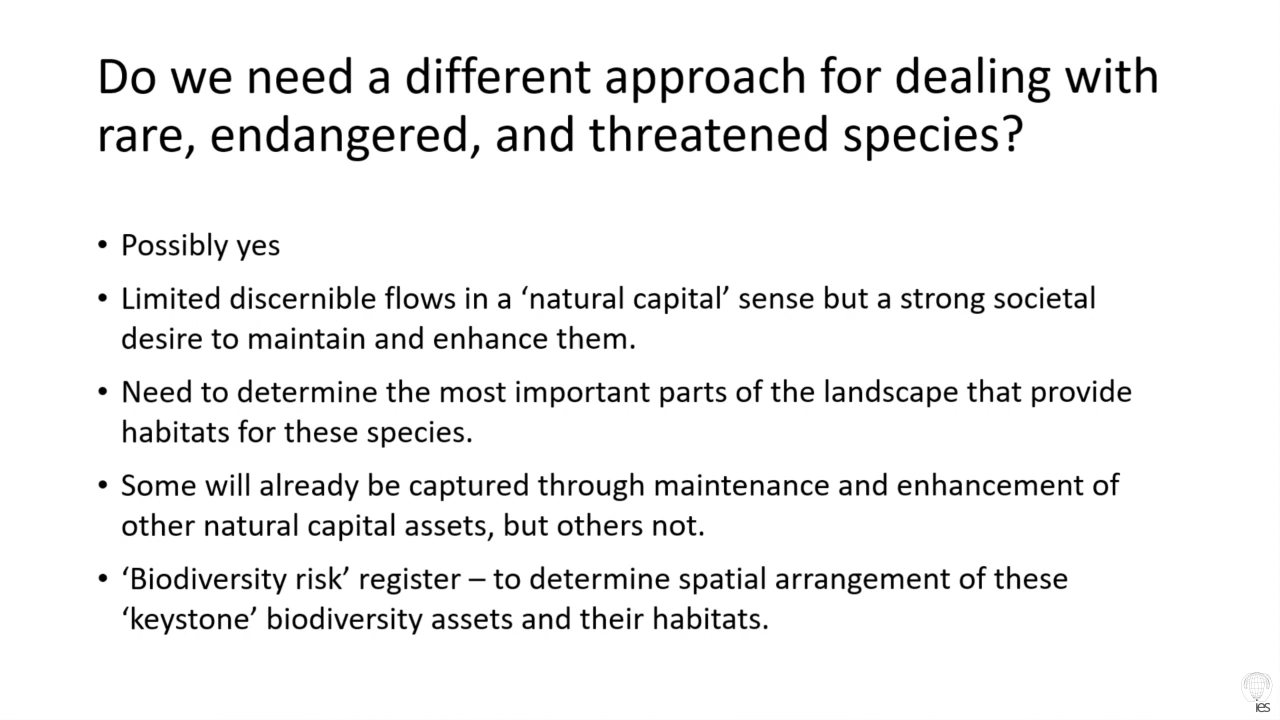 Do we need a different approach for dealing with
rare, endangered, and threatened species?
• Possibly yes
• Limited discernible flows in a ‘natural capital’ sense but a strong societal
desire to maintain and enhance them.
• Need to determine the most important parts of the landscape that provide
habitats for these species.
• Some will already be captured through maintenance and enhancement of
other natural capital assets, but others not.
• ‘Biodiversity risk’ register – to determine spatial arrangement of these
‘keystone’ biodiversity assets and their habitats.
ies